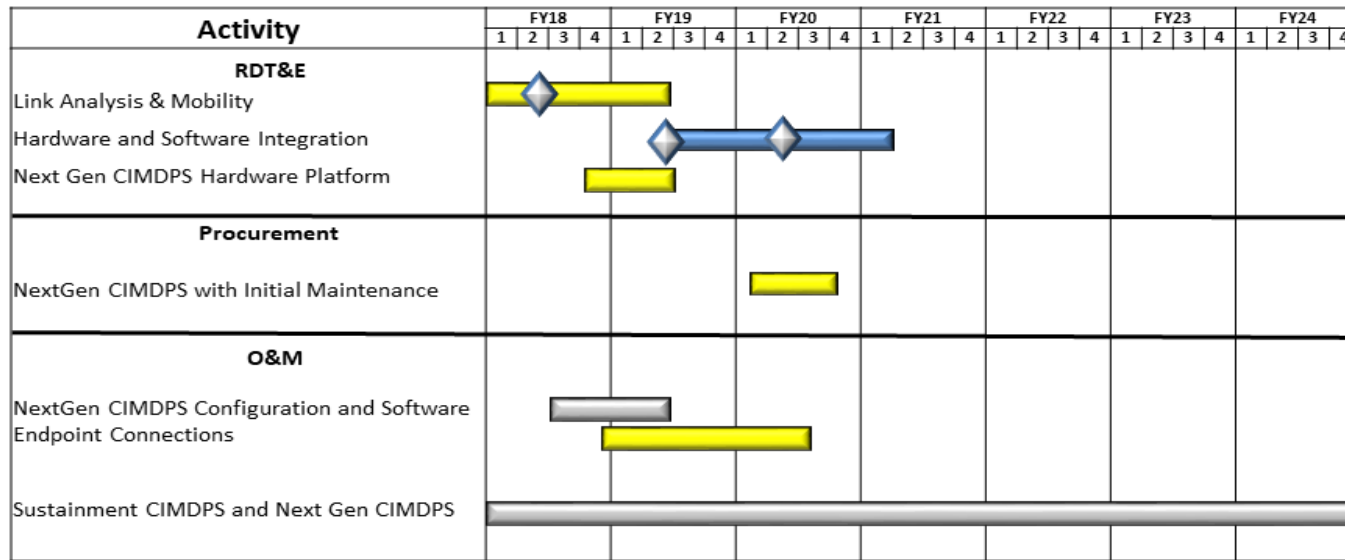 Activity
FY18 FY19 FY20 FY21 FY22 FY23 FY24
1 2 3 4 1 2 3 4 1 2 3 4 1 2 3 4 1 2 3 4 1 2 3 4 1 2 3 4
RDT&E
Link Analysis & Mobility
Hardware and Software Integration
Next Gen CIMDPS Hardware Platform
Procurement
NextGen CIMDPS with Initial Maintenance
O&M
NextGen CIMDPS Configuration and Software
Endpoint Connections
Sustainment CIMDPS and Next Gen CIMDPS